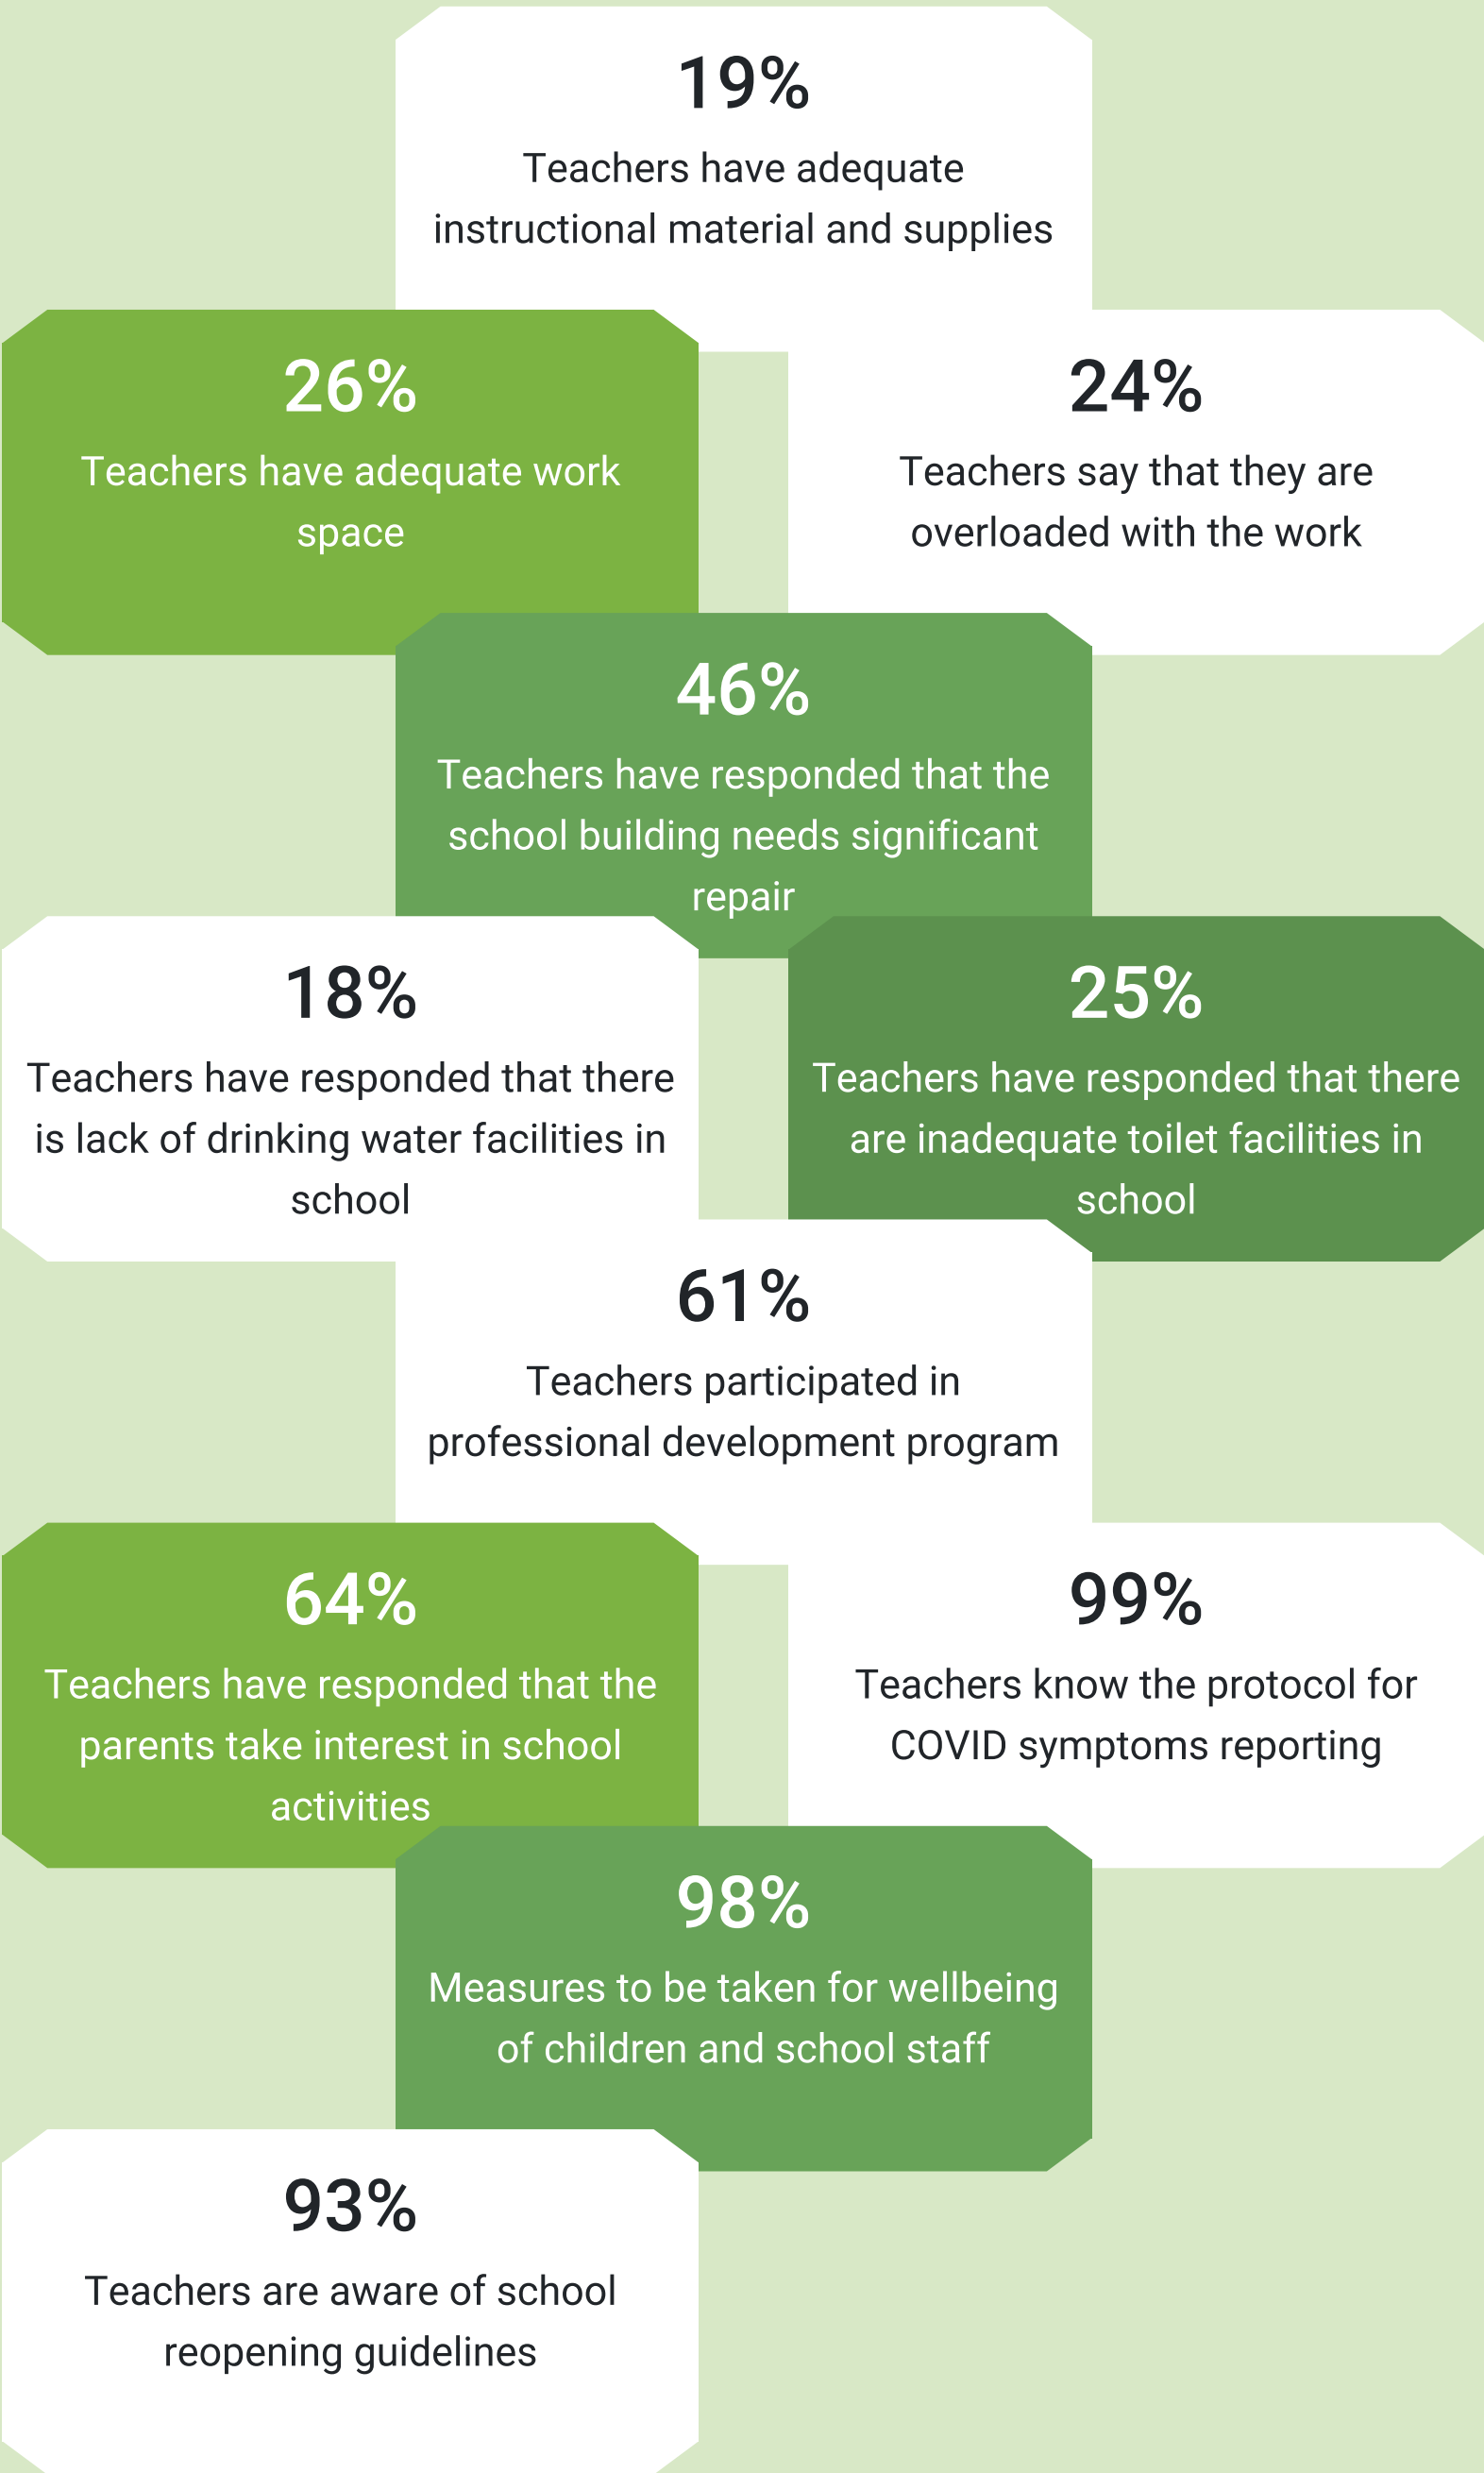 19%
Teachers have adequate
instructional material and supplies
26%
Teachers have adequate work
space
24%
Teachers say that they are
overloaded with the work
46%
Teachers have responded that the
school building needs significant
repair
18%
Teachers have responded that there
is lack of drinking water facilities in
school
25%
Teachers have responded that there
are inadequate toilet facilities in
school
61%
Teachers participated in
professional development program
64%
Teachers have responded that the
parents take interest in school
activities
99%
Teachers know the protocol for
COVID symptoms reporting
98%
Measures to be taken for wellbeing
of children and school staff
93%
Teachers are aware of school
reopening guidelines